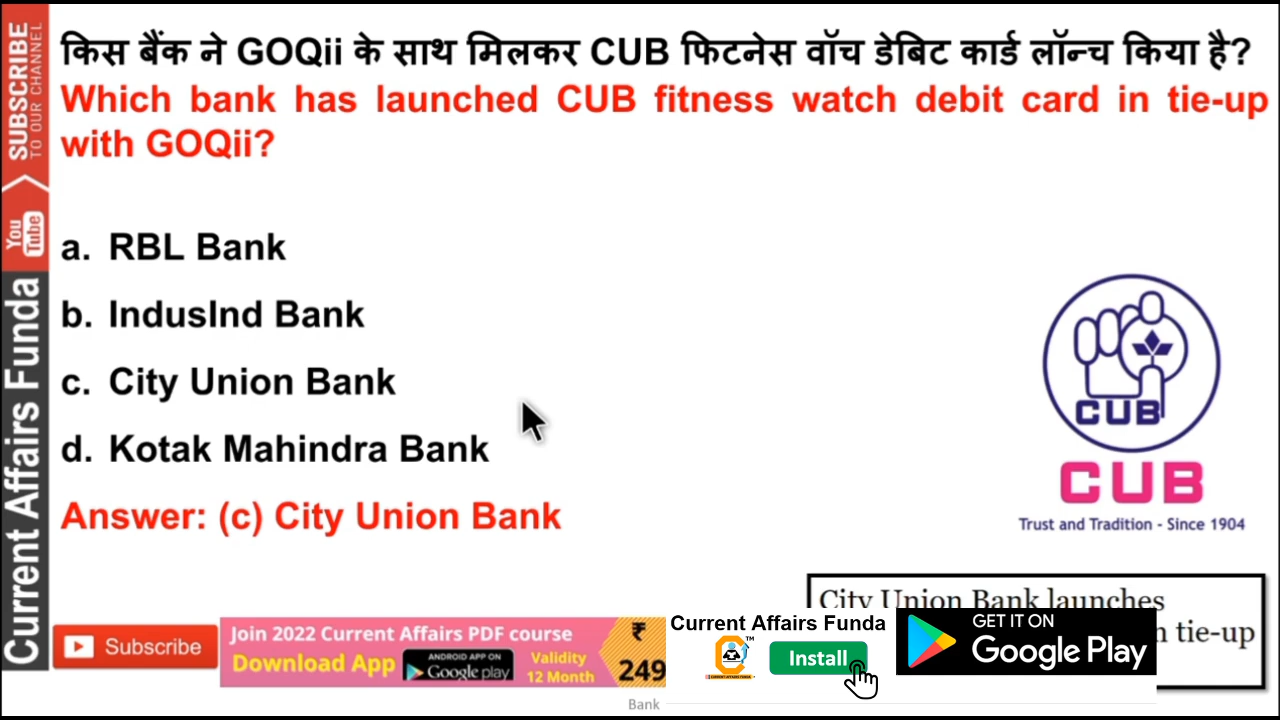 किस बैंक ने GOQii के साथ मिलकर CUB फिटनेस वॉच डेबिट कार्ड लॉन्च किया है?
Which bank has launched CUB fitness watch debit card in tie-up
with GOQii?
a. RBL Bank
b. IndusInd Bank
c. City Union Bank
d. Kotak Mahindra Bank
Answer: (c) City Union Bank
CUB
CUB
Trust and Tradition - Since 1904
SUBSCRIBE
TO OUR CHANNEL
You
Tube
Current Affairs Funda
City Union Bank launches
tie-up
Subscribe
Join 2022 Current Affairs PDF course
Download App
ANDROID APP ON
Google play
Validity
12 Month
₹
249
Current Affairs Funda
TM
CURRENT AFFAIRS FUNDA
Install
GET IT ON
Google Play
Bank